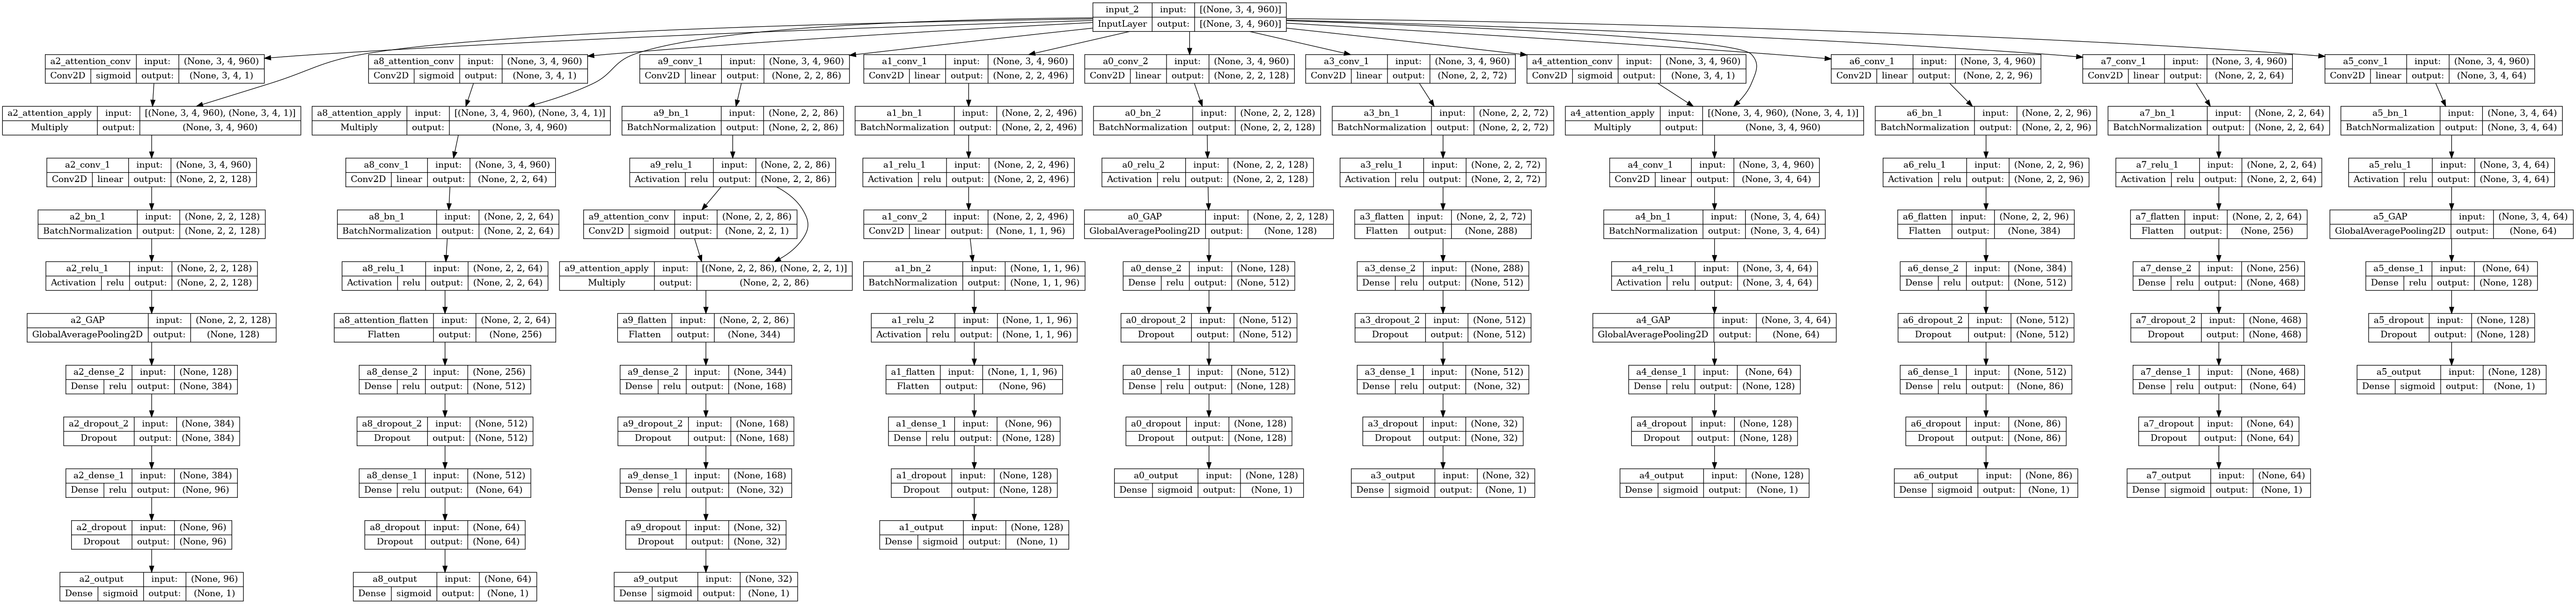 input_2 input: [(None, 3, 4, 960)]
InputLayer output: [(None, 3, 4, 960)]
a2_attention_conv input: (None, 3, 4, 960)
Conv2D sigmoid output: (None, 3, 4, 1)
a2_attention_apply input: [(None, 3, 4, 960), (None, 3, 4, 1)]
Multiply output: (None, 3, 4, 960)
a2_conv_1 input: (None, 3, 4, 960)
Conv2D linear output: (None, 2, 2, 128)
a2_bn_1 input: (None, 2, 2, 128)
BatchNormalization output: (None, 2, 2, 128)
a2_relu_1 input: (None, 2, 2, 128)
Activation relu output: (None, 2, 2, 128)
a2_GAP input: (None, 2, 2, 128)
GlobalAveragePooling2D output: (None, 128)
a2_dense_2 input: (None, 128)
Dense relu output: (None, 384)
a2_dropout_2 input: (None, 384)
Dropout output: (None, 384)
a2_dense_1 input: (None, 384)
Dense relu output: (None, 96)
a2_dropout input: (None, 96)
Dropout output: (None, 96)
a2_output input: (None, 96)
Dense sigmoid output: (None, 1)
a8_attention_conv input: (None, 3, 4, 960)
Conv2D sigmoid output: (None, 3, 4, 1)
a8_attention_apply input: [(None, 3, 4, 960), (None, 3, 4, 1)]
Multiply output: (None, 3, 4, 960)
a8_conv_1 input: (None, 3, 4, 960)
Conv2D linear output: (None, 2, 2, 64)
a8_bn_1 input: (None, 2, 2, 64)
BatchNormalization output: (None, 2, 2, 64)
a8_relu_1 input: (None, 2, 2, 64)
Activation relu output: (None, 2, 2, 64)
a8_attention_flatten input: (None, 2, 2, 64)
Flatten output: (None, 256)
a8_dense_2 input: (None, 256)
Dense relu output: (None, 512)
a8_dropout_2 input: (None, 512)
Dropout output: (None, 512)
a8_dense_1 input: (None, 512)
Dense relu output: (None, 64)
a8_dropout input: (None, 64)
Dropout output: (None, 64)
a8_output input: (None, 64)
Dense sigmoid output: (None, 1)
a9_conv_1 input: (None, 3, 4, 960)
Conv2D linear output: (None, 2, 2, 86)
a9_bn_1 input: (None, 2, 2, 86)
BatchNormalization output: (None, 2, 2, 86)
a9_relu_1 input: (None, 2, 2, 86)
Activation relu output: (None, 2, 2, 86)
a9_attention_conv input: (None, 2, 2, 86)
Conv2D sigmoid output: (None, 2, 2, 1)
a9_attention_apply input: [(None, 2, 2, 86), (None, 2, 2, 1)]
Multiply output: (None, 2, 2, 86)
a9_flatten input: (None, 2, 2, 86)
Flatten output: (None, 344)
a9_dense_2 input: (None, 344)
Dense relu output: (None, 168)
a9_dropout_2 input: (None, 168)
Dropout output: (None, 168)
a9_dense_1 input: (None, 168)
Dense relu output: (None, 32)
a9_dropout input: (None, 32)
Dropout output: (None, 32)
a9_output input: (None, 32)
Dense sigmoid output: (None, 1)
a1_conv_1 input: (None, 3, 4, 960)
Conv2D linear output: (None, 2, 2, 496)
a1_bn_1 input: (None, 2, 2, 496)
BatchNormalization output: (None, 2, 2, 496)
a1_relu_1 input: (None, 2, 2, 496)
Activation relu output: (None, 2, 2, 496)
a1_conv_2 input: (None, 2, 2, 496)
Conv2D linear output: (None, 1, 1, 96)
a1_bn_2 input: (None, 1, 1, 96)
BatchNormalization output: (None, 1, 1, 96)
a1_relu_2 input: (None, 1, 1, 96)
Activation relu output: (None, 1, 1, 96)
a1_flatten input: (None, 1, 1, 96)
Flatten output: (None, 96)
a1_dense_1 input: (None, 96)
Dense relu output: (None, 128)
a1_dropout input: (None, 128)
Dropout output: (None, 128)
a1_output input: (None, 128)
Dense sigmoid output: (None, 1)
a0_conv_2 input: (None, 3, 4, 960)
Conv2D linear output: (None, 2, 2, 128)
a0_bn_2 input: (None, 2, 2, 128)
BatchNormalization output: (None, 2, 2, 128)
a0_relu_2 input: (None, 2, 2, 128)
Activation relu output: (None, 2, 2, 128)
a0_GAP input: (None, 2, 2, 128)
GlobalAveragePooling2D output: (None, 128)
a0_dense_2 input: (None, 128)
Dense relu output: (None, 512)
a0_dropout_2 input: (None, 512)
Dropout output: (None, 512)
a0_dense_1 input: (None, 512)
Dense relu output: (None, 128)
a0_dropout input: (None, 128)
Dropout output: (None, 128)
a0_output input: (None, 128)
Dense sigmoid output: (None, 1)
a3_conv_1 input: (None, 3, 4, 960)
Conv2D linear output: (None, 2, 2, 72)
a3_bn_1 input: (None, 2, 2, 72)
BatchNormalization output: (None, 2, 2, 72)
a3_relu_1 input: (None, 2, 2, 72)
Activation relu output: (None, 2, 2, 72)
a3_flatten input: (None, 2, 2, 72)
Flatten output: (None, 288)
a3_dense_2 input: (None, 288)
Dense relu output: (None, 512)
a3_dropout_2 input: (None, 512)
Dropout output: (None, 512)
a3_dense_1 input: (None, 512)
Dense relu output: (None, 32)
a3_dropout input: (None, 32)
Dropout output: (None, 32)
a3_output input: (None, 32)
Dense sigmoid output: (None, 1)
a4_attention_conv input: (None, 3, 4, 960)
Conv2D sigmoid output: (None, 3, 4, 1)
a4_attention_apply input: [(None, 3, 4, 960), (None, 3, 4, 1)]
Multiply output: (None, 3, 4, 960)
a4_conv_1 input: (None, 3, 4, 960)
Conv2D linear output: (None, 3, 4, 64)
a4_bn_1 input: (None, 3, 4, 64)
BatchNormalization output: (None, 3, 4, 64)
a4_relu_1 input: (None, 3, 4, 64)
Activation relu output: (None, 3, 4, 64)
a4_GAP input: (None, 3, 4, 64)
GlobalAveragePooling2D output: (None, 64)
a4_dense_1 input: (None, 64)
Dense relu output: (None, 128)
a4_dropout input: (None, 128)
Dropout output: (None, 128)
a4_output input: (None, 128)
Dense sigmoid output: (None, 1)
a6_conv_1 input: (None, 3, 4, 960)
Conv2D linear output: (None, 2, 2, 96)
a6_bn_1 input: (None, 2, 2, 96)
BatchNormalization output: (None, 2, 2, 96)
a6_relu_1 input: (None, 2, 2, 96)
Activation relu output: (None, 2, 2, 96)
a6_flatten input: (None, 2, 2, 96)
Flatten output: (None, 384)
a6_dense_2 input: (None, 384)
Dense relu output: (None, 512)
a6_dropout_2 input: (None, 512)
Dropout output: (None, 512)
a6_dense_1 input: (None, 512)
Dense relu output: (None, 86)
a6_dropout input: (None, 86)
Dropout output: (None, 86)
a6_output input: (None, 86)
Dense sigmoid output: (None, 1)
a7_conv_1 input: (None, 3, 4, 960)
Conv2D linear output: (None, 2, 2, 64)
a7_bn_1 input: (None, 2, 2, 64)
BatchNormalization output: (None, 2, 2, 64)
a7_relu_1 input: (None, 2, 2, 64)
Activation relu output: (None, 2, 2, 64)
a7_flatten input: (None, 2, 2, 64)
Flatten output: (None, 256)
a7_dense_2 input: (None, 256)
Dense relu output: (None, 468)
a7_dropout_2 input: (None, 468)
Dropout output: (None, 468)
a7_dense_1 input: (None, 468)
Dense relu output: (None, 64)
a7_dropout input: (None, 64)
Dropout output: (None, 64)
a7_output input: (None, 64)
Dense sigmoid output: (None, 1)
a5_conv_1 input: (None, 3, 4, 960)
Conv2D linear output: (None, 3, 4, 64)
a5_bn_1 input: (None, 3, 4, 64)
BatchNormalization output: (None, 3, 4, 64)
a5_relu_1 input: (None, 3, 4, 64)
Activation relu output: (None, 3, 4, 64)
a5_GAP input: (None, 3, 4, 64)
GlobalAveragePooling2D output: (None, 64)
a5_dense_1 input: (None, 64)
Dense relu output: (None, 128)
a5_dropout input: (None, 128)
Dropout output: (None, 128)
a5_output input: (None, 128)
Dense sigmoid output: (None, 1)